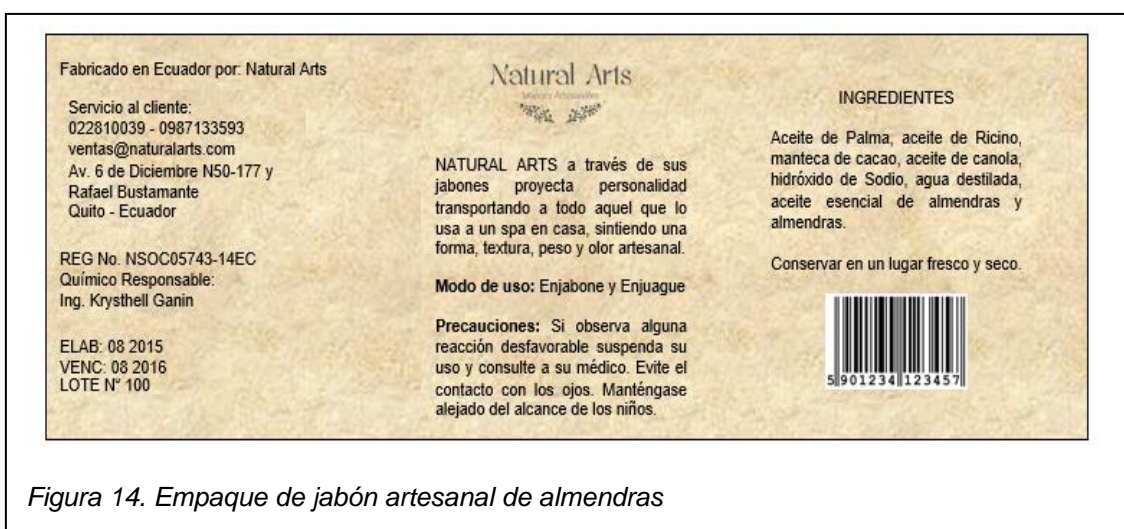 Fabricado en Ecuador por: Natural Arts
Servicio al cliente:
022810039 - 0987133593
ventas@naturalarts.com
Av. 6 de Diciembre N50-177 y
Rafael Bustamante
Quito - Ecuador
REG No. NSOC05743-14EC
Químico Responsable:
Ing. Krysthell Ganin
ELAB: 08 2015
VENC: 08 2016
LOTE N° 100
Natural Arts
Jabones Artesanales
NATURAL ARTS a través de sus
jabones proyecta personalidad
transportando a todo aquel que lo
usa a un spa en casa, sintiendo una
forma, textura, peso y olor artesanal.
Modo de uso: Enjabone y Enjuague
Precauciones: Si observa alguna
reacción desfavorable suspenda su
uso y consulte a su médico. Evite el
contacto con los ojos. Manténgase
alejado del alcance de los niños.
INGREDIENTES
Aceite de Palma, aceite de Ricino,
manteca de cacao, aceite de canola,
hidróxido de Sodio, agua destilada,
aceite esencial de almendras y
almendras.
Conservar en un lugar fresco y seco.
5 901234 123457
Figura 14. Empaque de jabón artesanal de almendras